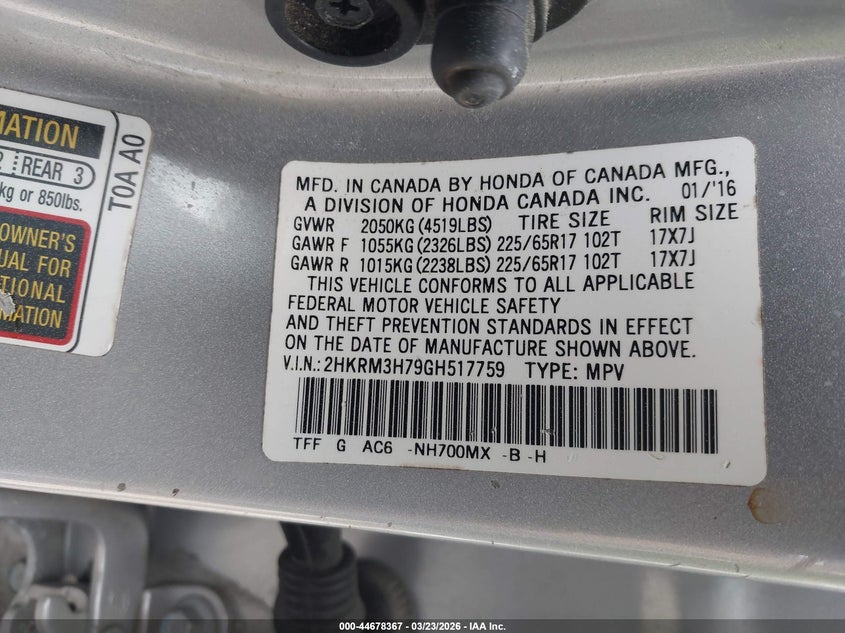 MATION
2 REAR 3
kg or 850lbs.
OWNER'S
UAL FOR
TIONAL
MATION
TOA A0
MFD. IN CANADA BY HONDA OF CANADA MFG.,
A DIVISION OF HONDA CANADA INC. 01/'16
GVWR 2050KG (4519LBS) TIRE SIZE RIM SIZE
GAWR F 1055KG (2326LBS) 225/65R17 102T 17X7J
GAWR R 1015KG (2238LBS) 225/65R17 102T 17X7J
THIS VEHICLE CONFORMS TO ALL APPLICABLE
FEDERAL MOTOR VEHICLE SAFETY
AND THEFT PREVENTION STANDARDS IN EFFECT
ON THE DATE OF MANUFACTURE SHOWN ABOVE.
V.I.N.: 2HKRM3H79GH517759 TYPE: MPV
TFF G AC6 -NH700MX -B -H
000-44678367 - 03/23/2026 - IAA Inc.